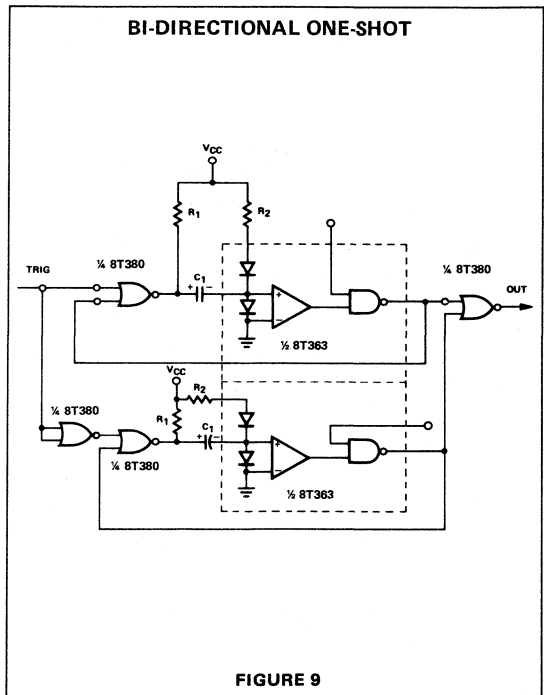 BI-DIRECTIONAL ONE-SHOT
VCC
R1
R2
TRIG
¼ 8T380
+ C1 −
+
−
¼ 8T380
OUT
½ 8T363
VCC
R2
¼ 8T380
R1
+ C1 −
+
−
¼ 8T380
½ 8T363
FIGURE 9